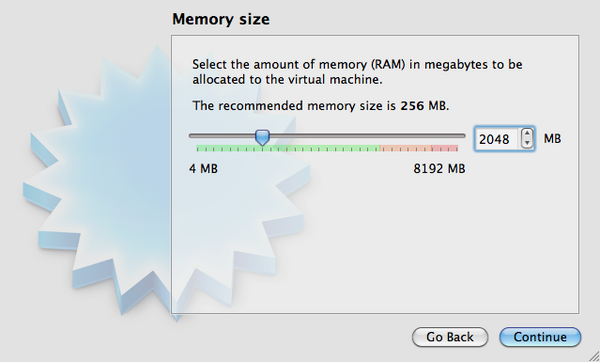 Memory size
Select the amount of memory (RAM) in megabytes to be
allocated to the virtual machine.
The recommended memory size is 256 MB.
2048 MB
4 MB 8192 MB
Go Back Continue